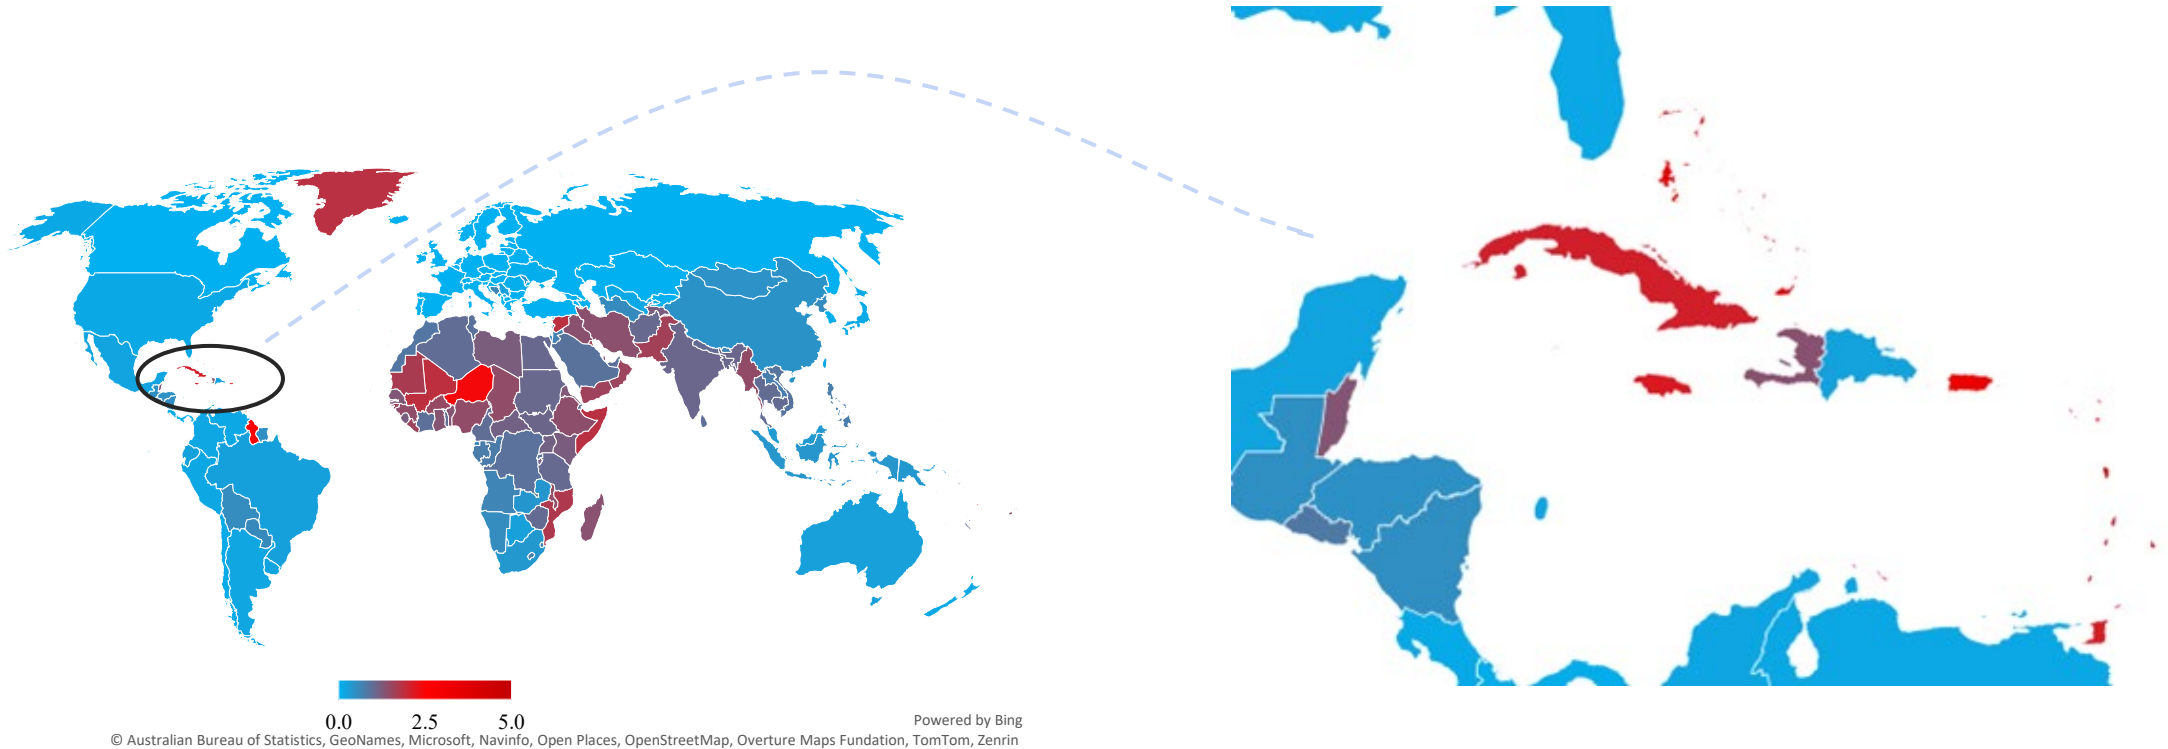 0.0 2.5 5.0
Powered by Bing
© Australian Bureau of Statistics, GeoNames, Microsoft, Navinfo, Open Places, OpenStreetMap, Overture Maps Fundation, TomTom, Zenrin